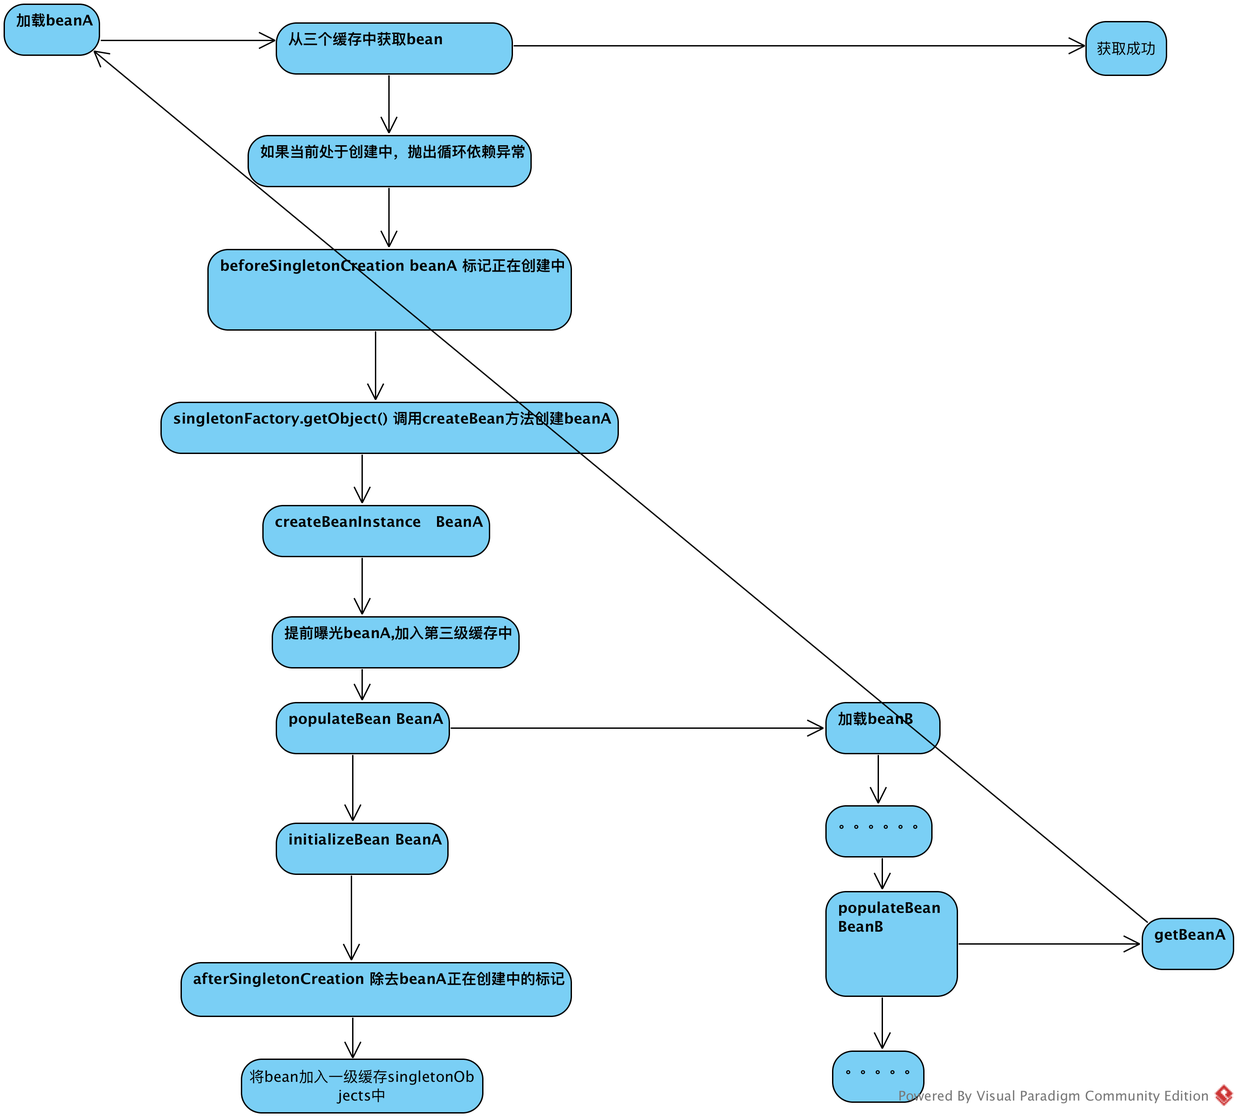 加载beanA
从三个缓存中获取bean
获取成功
如果当前处于创建中，抛出循环依赖异常
beforeSingletonCreation beanA 标记正在创建中
singletonFactory.getObject() 调用createBean方法创建beanA
createBeanInstance BeanA
提前曝光beanA,加入第三级缓存中
populateBean BeanA
加载beanB
。。。。。。
initializeBean BeanA
populateBean
BeanB
getBeanA
afterSingletonCreation 除去beanA正在创建中的标记
。。。。。
将bean加入一级缓存singletonOb
jects中
Powered By Visual Paradigm Community Edition